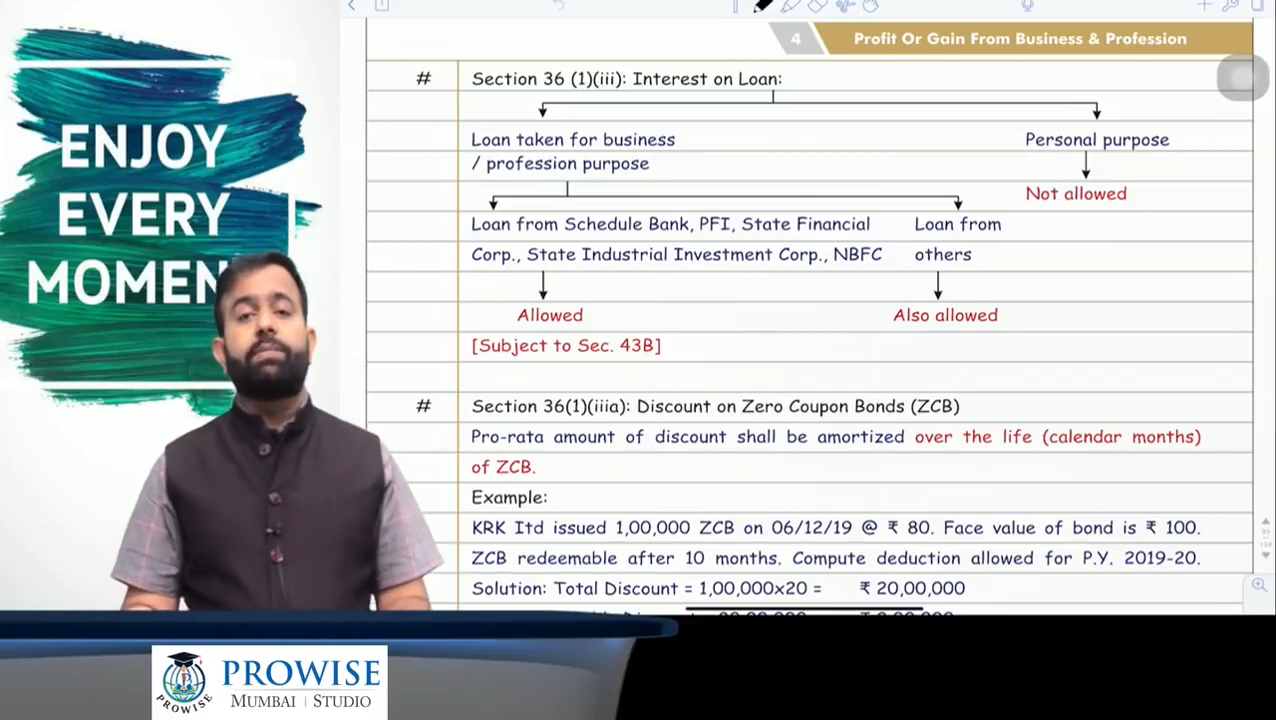 ENJOY
EVERY
MOMEN
4 Profit Or Gain From Business & Profession
# Section 36 (1)(iii): Interest on Loan:
Loan taken for business Personal purpose
/ profession purpose
Not allowed
Loan from Schedule Bank, PFI, State Financial Loan from
Corp., State Industrial Investment Corp., NBFC others
Allowed Also allowed
[Subject to Sec. 43B]
# Section 36(1)(iiia): Discount on Zero Coupon Bonds (ZCB)
Pro-rata amount of discount shall be amortized over the life (calendar months)
of ZCB.
Example:
KRK ltd issued 1,00,000 ZCB on 06/12/19 @ ₹ 80. Face value of bond is ₹ 100.
ZCB redeemable after 10 months. Compute deduction allowed for P.Y. 2019-20.
Solution: Total Discount = 1,00,000x20 = ₹ 20,00,000
PROWISE
PROWISE
MUMBAI | STUDIO